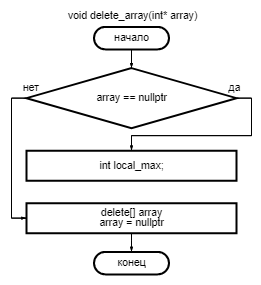 void delete_array(int* array)
начало
нет
да
array == nullptr
int local_max;
delete[] array
array = nullptr
конец